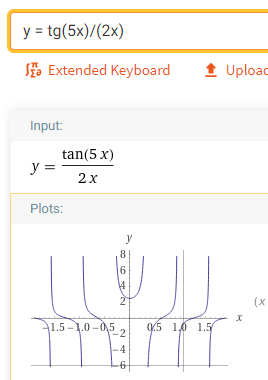 y = tg(5x)/(2x)
Extended Keyboard Uploa
Input:
y = tan(5 x) / 2 x
Plots:
y
8
6
4
2
-1.5 -1.0 -0.5 0.5 1.0 1.5 x
-2
-4
-6
(x